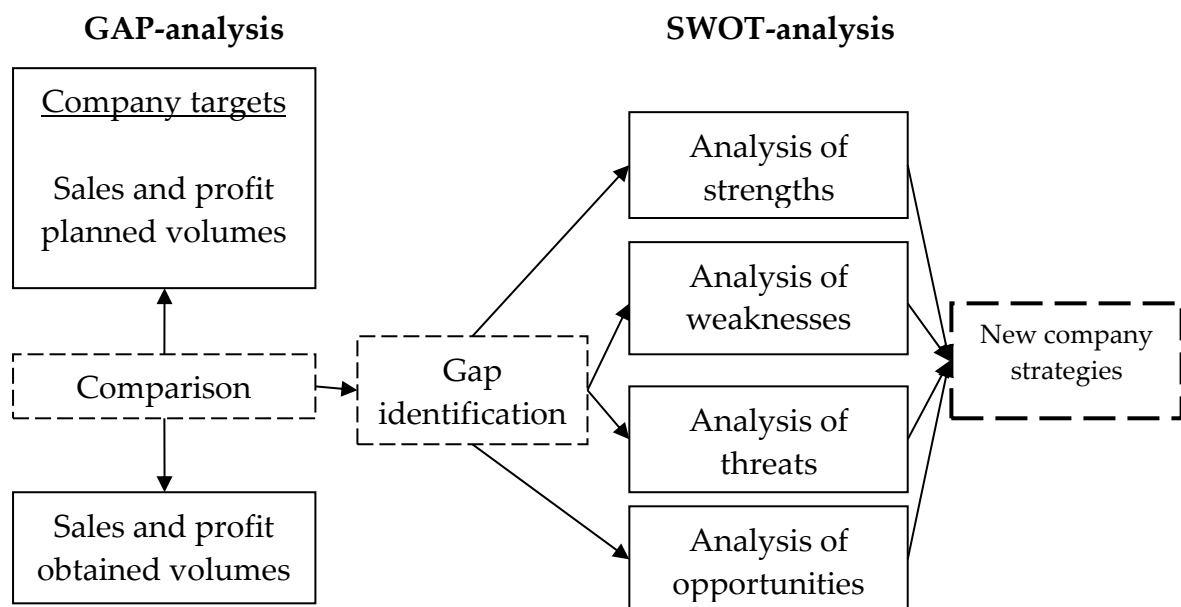 GAP-analysis
SWOT-analysis
Company targets
Sales and profit
planned volumes
Comparison
Sales and profit
obtained volumes
Gap
identification
Analysis of
strengths
Analysis of
weaknesses
Analysis of
threats
Analysis of
opportunities
New company
strategies